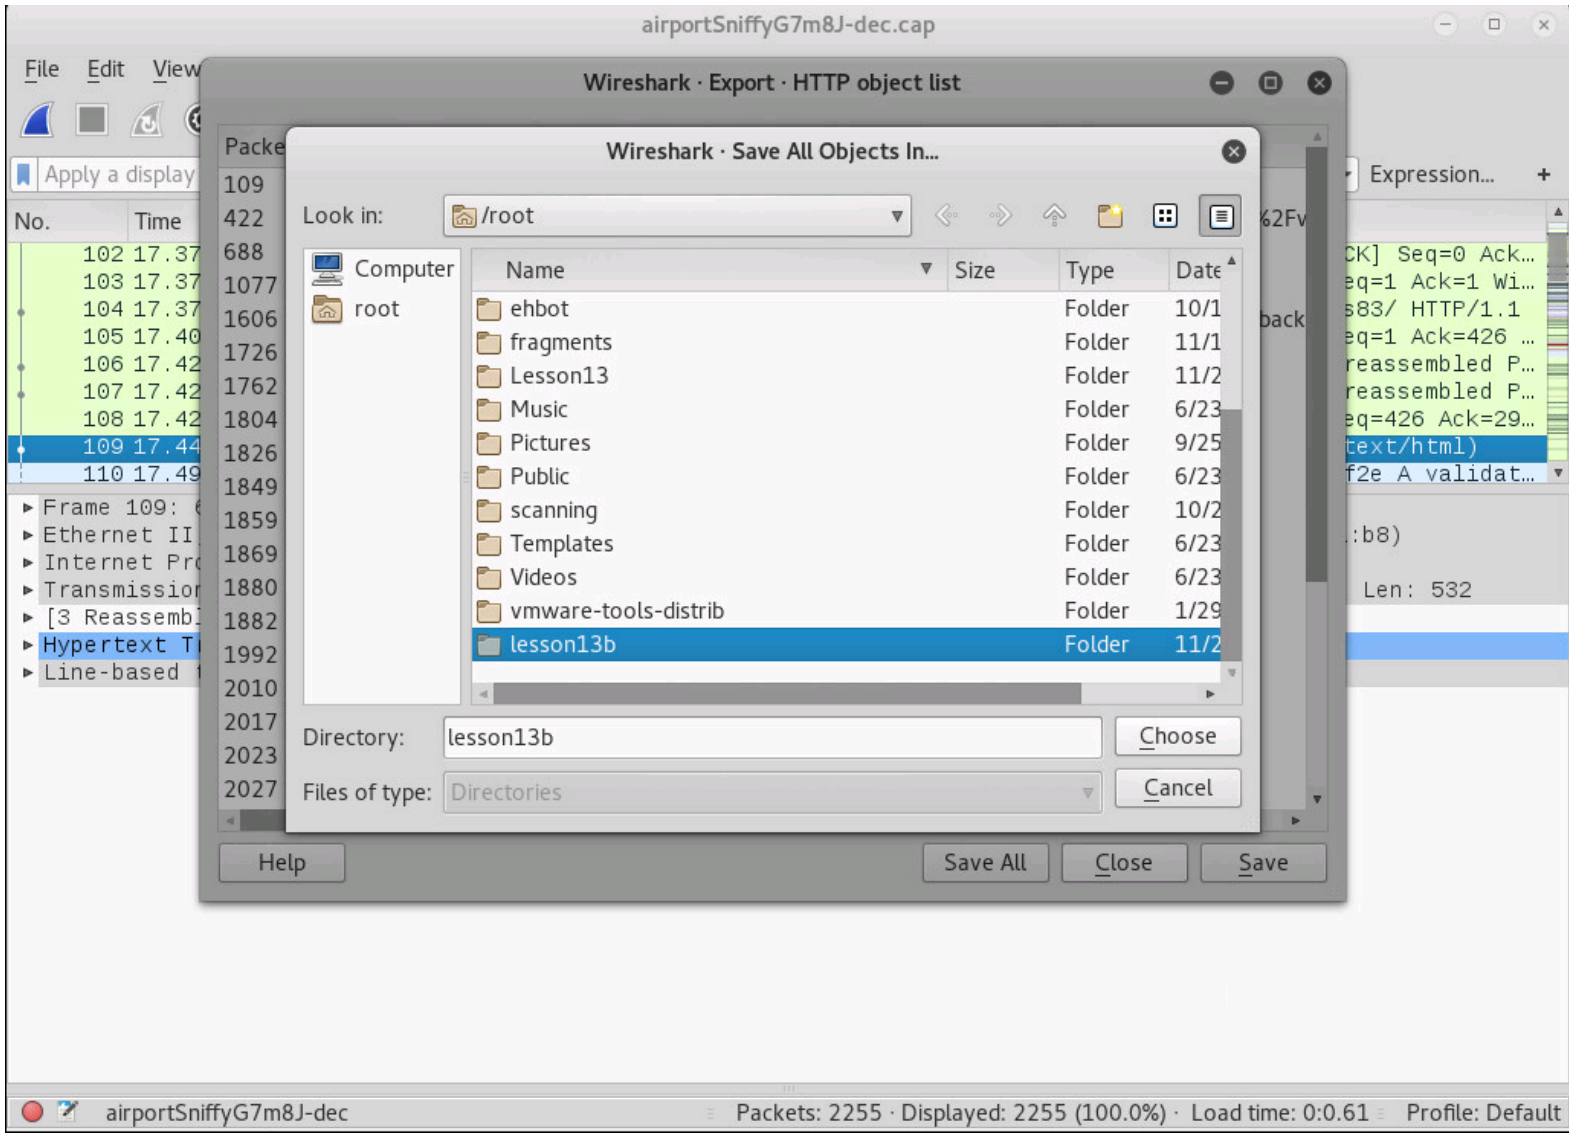 airportSniffyG7m8J-dec.cap
File Edit View
Wireshark · Export · HTTP object list
Packe
Wireshark · Save All Objects In...
Apply a display
Expression... +
109
Look in: /root
No. Time
422
%2Fv
102 17.37
688
Computer
Name Size Type Date
CK] Seq=0 Ack…
103 17.37
1077
eq=1 Ack=1 Wi…
104 17.37
root
ehbot Folder 10/1
s83/ HTTP/1.1
1606
back
105 17.40
fragments Folder 11/1
eq=1 Ack=426 …
1726
106 17.42
reassembled P…
Lesson13 Folder 11/2
1762
107 17.42
reassembled P…
Music Folder 6/23
1804
108 17.42
eq=426 Ack=29…
Pictures Folder 9/25
1826
109 17.44
text/html)
Public Folder 6/23
1849
110 17.49
f2e A validat…
Frame 109:
scanning Folder 10/2
1859
Ethernet II
:b8)
Templates Folder 6/23
1869
Internet Pro
Videos Folder 6/23
1880
Transmission
Len: 532
vmware-tools-distrib Folder 1/29
1882
[3 Reassembl
lesson13b Folder 11/2
1992
Hypertext T
Line-based
2010
2017
Directory: lesson13b Choose
2023
2027
Files of type: Directories Cancel
Help Save All Close Save
airportSniffyG7m8J-dec Packets: 2255 · Displayed: 2255 (100.0%) · Load time: 0:0.61 Profile: Default